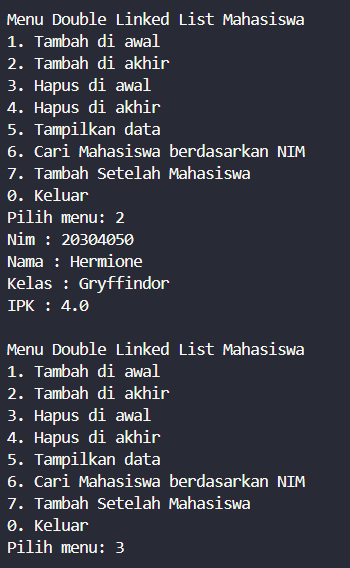 Menu Double Linked List Mahasiswa
1. Tambah di awal
2. Tambah di akhir
3. Hapus di awal
4. Hapus di akhir
5. Tampilkan data
6. Cari Mahasiswa berdasarkan NIM
7. Tambah Setelah Mahasiswa
0. Keluar
Pilih menu: 2
Nim : 20304050
Nama : Hermione
Kelas : Gryffindor
IPK : 4.0

Menu Double Linked List Mahasiswa
1. Tambah di awal
2. Tambah di akhir
3. Hapus di awal
4. Hapus di akhir
5. Tampilkan data
6. Cari Mahasiswa berdasarkan NIM
7. Tambah Setelah Mahasiswa
0. Keluar
Pilih menu: 3